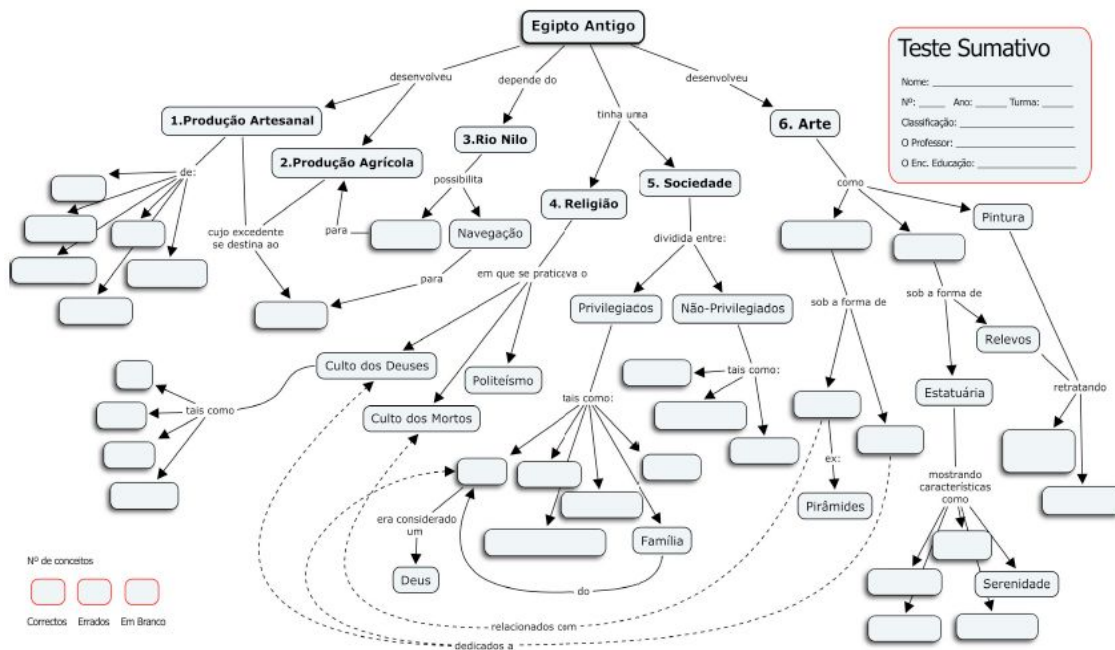 Egipto Antigo
Teste Sumativo
Nome:
Nº: Ano: Turma:
Classificação:
O Professor:
O Enc. Educação:
desenvolveu
depende do
tinha uma
desenvolveu
1.Produção Artesanal
2.Produção Agrícola
3.Rio Nilo
4. Religião
5. Sociedade
6. Arte
de:
cujo excedente
se destina ao
para
possibilita
Navegação
para
em que se praticava o
dividida entre:
como
Pintura
Privilegiacos
Não-Privilegiados
sob a forma de
sob a forma de
Relevos
Culto dos Deuses
Politeísmo
Culto dos Mortos
tais como
tais como:
tais como:
Estatuária
retratando
ex:
Pirâmides
era considerado
um
Deus
Família
do
mostrando
características
como
Serenidade
relacionados com
dedicados a
Nº de conceitos
Correctos Errados Em Branco